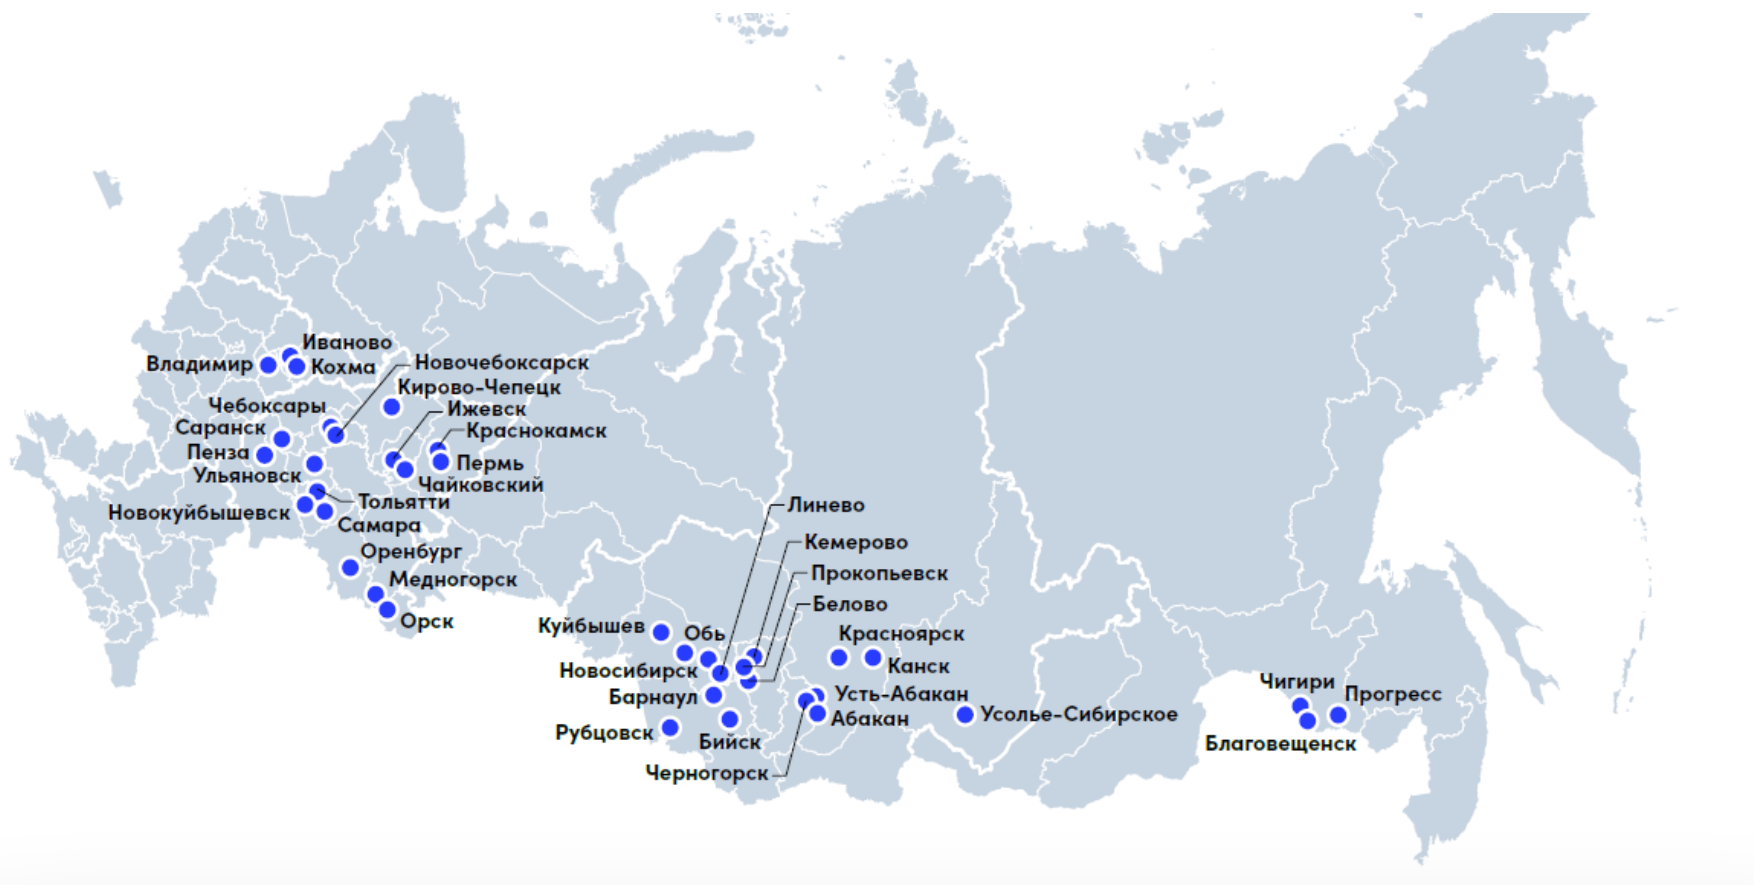 Иваново
Владимир
Кохма
Новочебоксарск
Кирово-Чепецк
Чебоксары
Ижевск
Саранск
Краснокамск
Пенза
Пермь
Ульяновск
Чайковский
Тольятти
Новокуйбышевск
Самара
Оренбург
Медногорск
Орск
Линево
Кемерово
Прокопьевск
Белово
Куйбышев
Обь
Красноярск
Новосибирск
Канск
Барнаул
Усть-Абакан
Абакан
Усолье-Сибирское
Рубцовск
Бийск
Черногорск
Чигири
Прогресс
Благовещенск